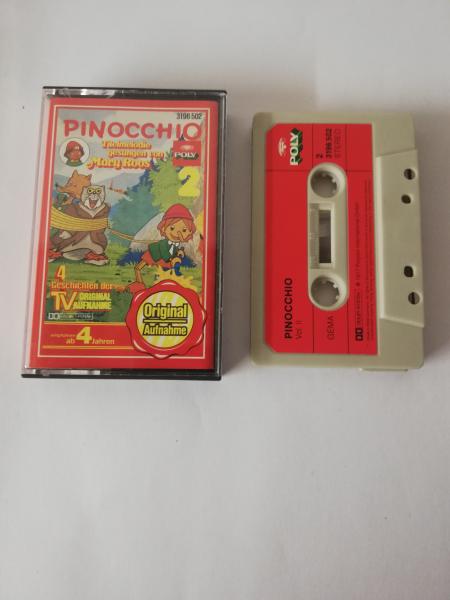 3196 502
PINOCCHIO
Titelmelodie
gesungen von
Mary Roos
POLY
2
4
Geschichten der
TV ORIGINAL
AUFNAHME
Original
Aufnahme
empfohlen
ab 4 Jahren
POLY
2
3196 502
STEREO
PINOCCHIO
Vol. II
GEMA